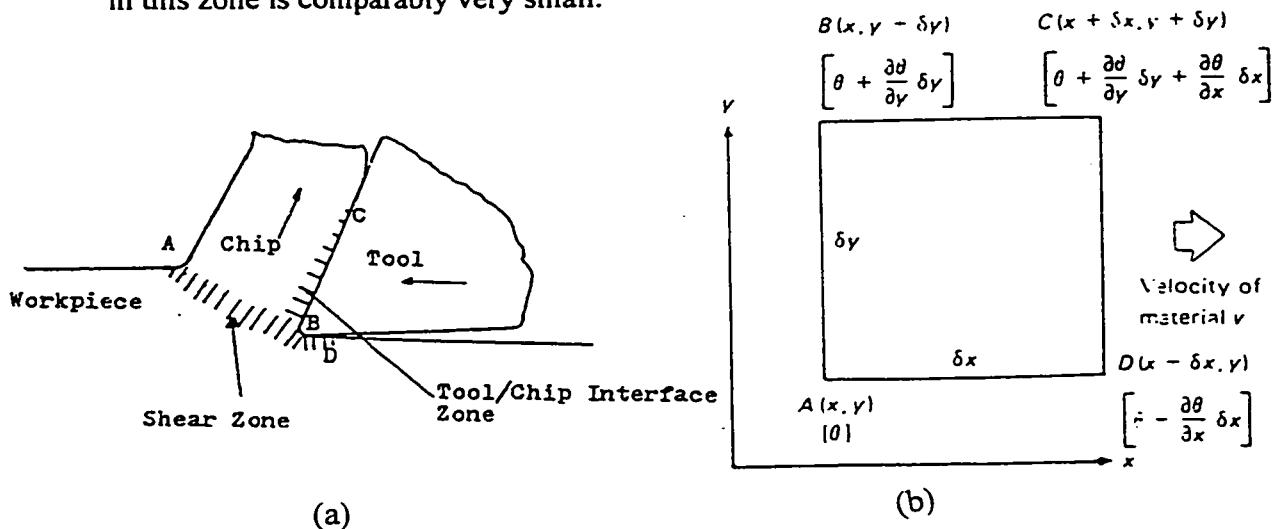 in this zone is comparably very small.
A
Chip
C
Tool
Workpiece
B
D
Tool/Chip Interface
Zone
Shear Zone
(a)
B(x, y - δy)
C(x + δx, y + δy)
[θ + ∂θ/∂y δy]
[θ + ∂θ/∂y δy + ∂θ/∂x δx]
y
δy
Velocity of
material v
δx
D(x - δx, y)
A(x, y)
[θ]
[- ∂θ/∂x δx]
x
(b)